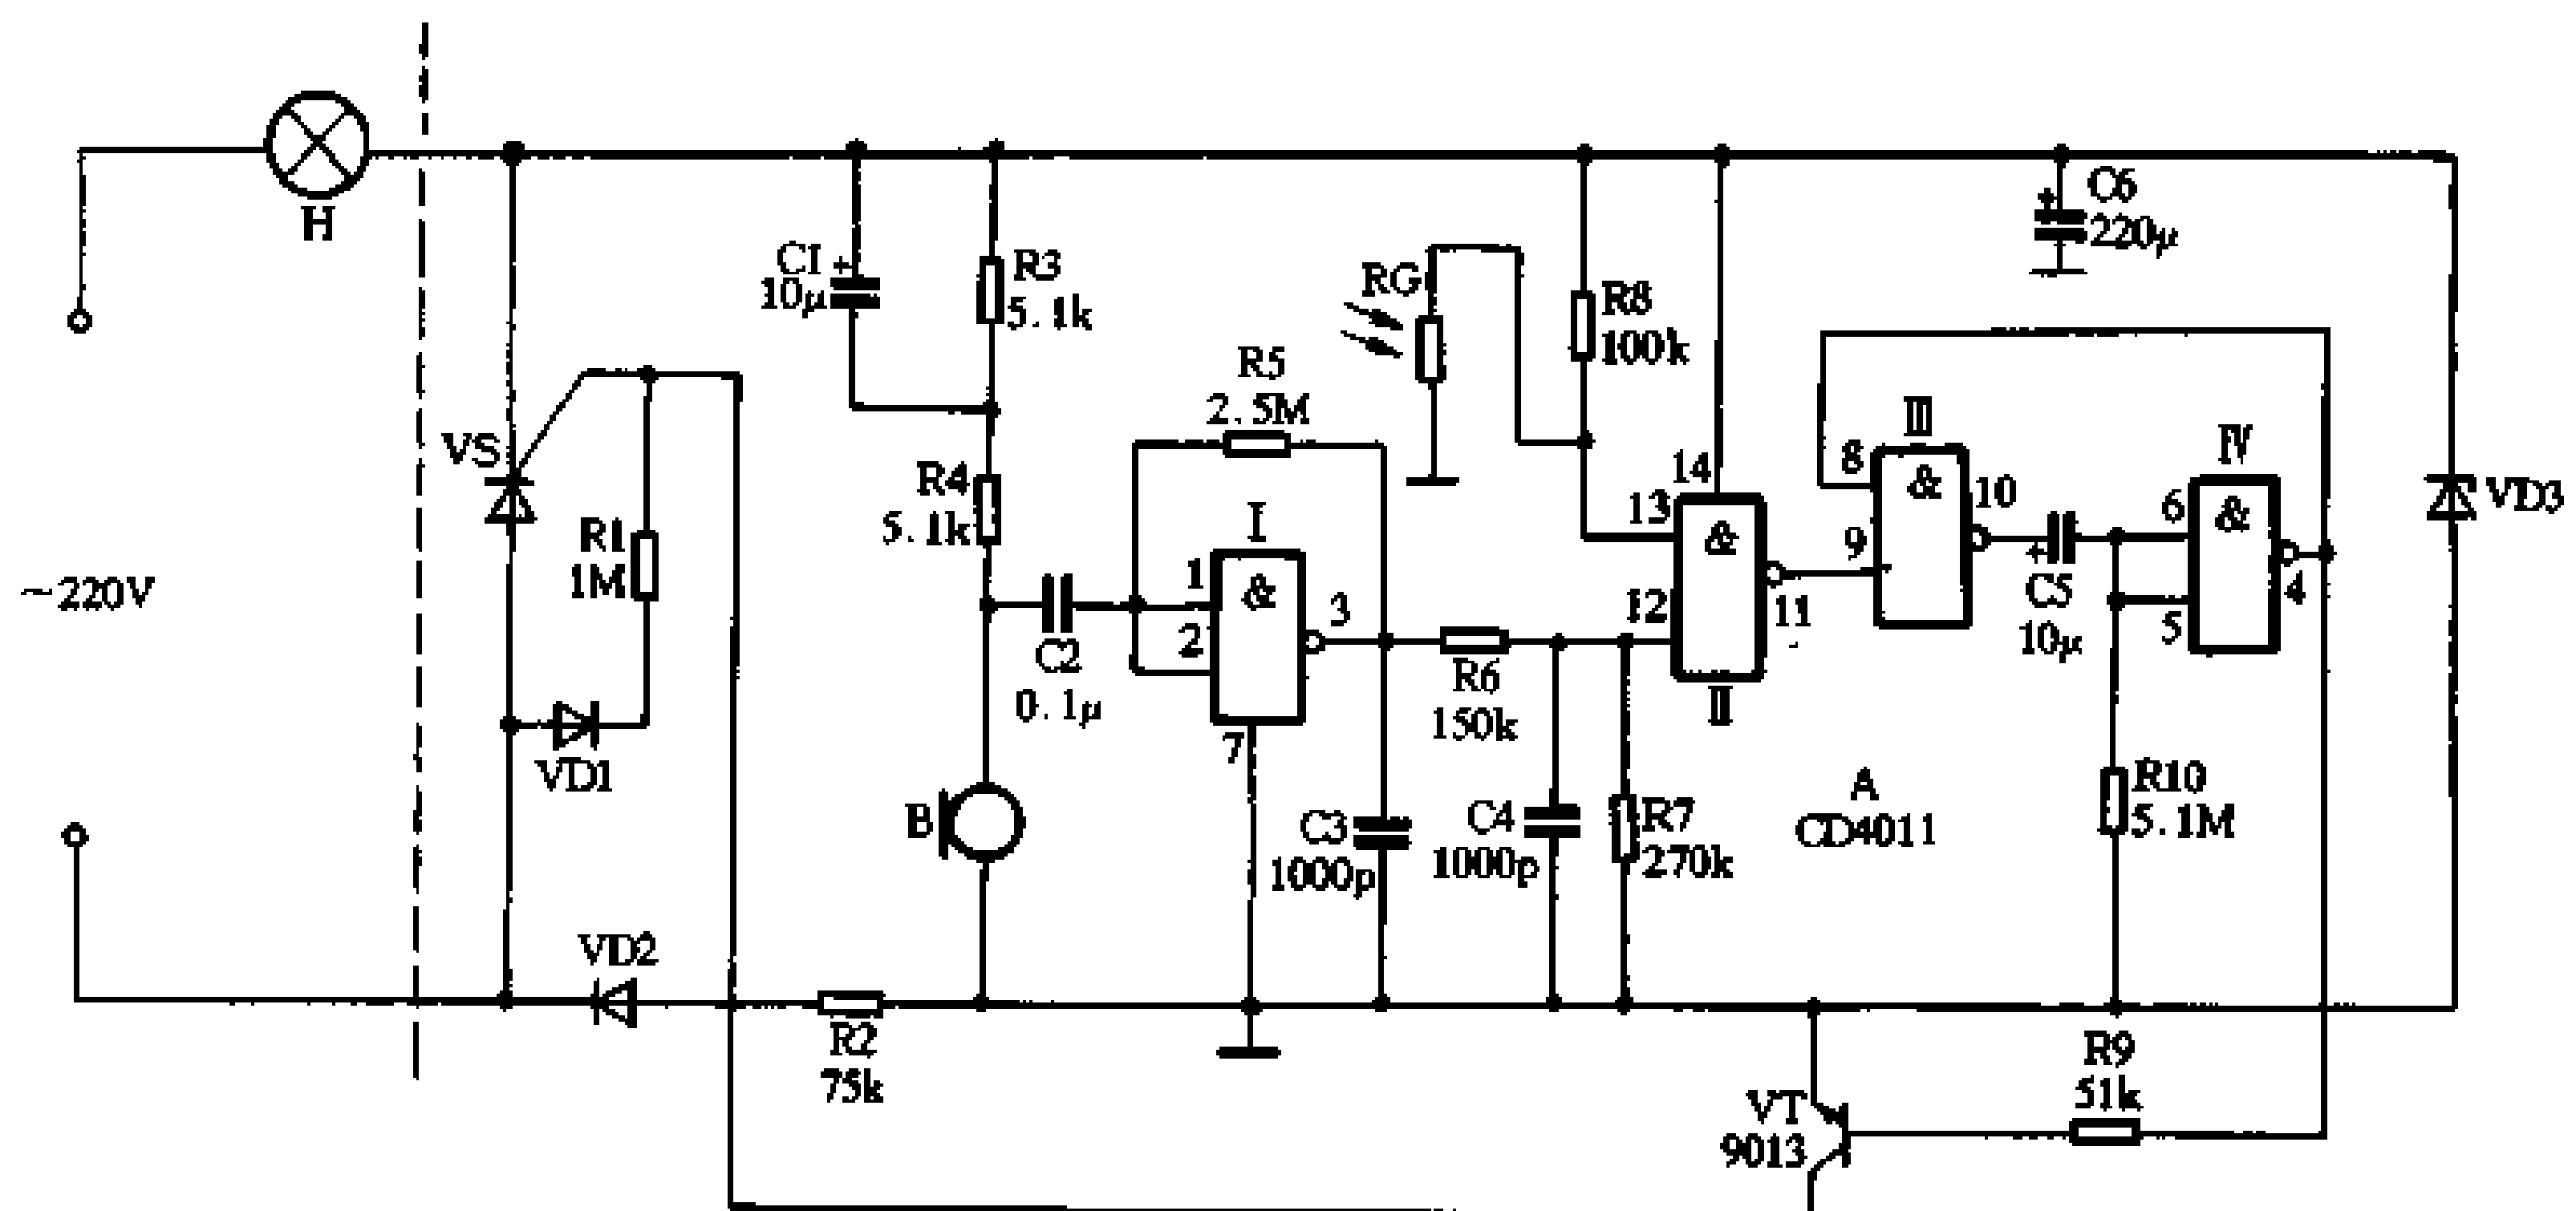 H
~220V
VS
R1
1M
VD1
VD2
R2
75k
C1
10μ
R3
5.1k
R4
5.1k
B
C2
0.1μ
R5
2.5M
I
1
2
3
7
C3
1000p
R6
150k
C4
1000p
R7
270k
RG
R8
100k
14
13
12
11
&
&
II
III
8
9
10
&
C5
10μ
IV
6
5
4
&
A
CD4011
R10
5.1M
C6
220μ
VD3
R9
51k
VT
9013